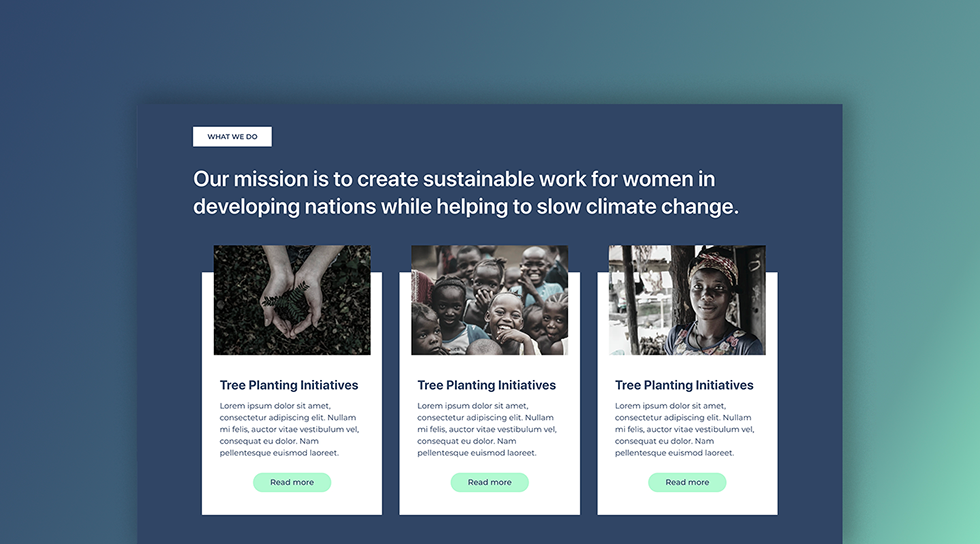 WHAT WE DO
Our mission is to create sustainable work for women in
developing nations while helping to slow climate change.
Tree Planting Initiatives
Lorem ipsum dolor sit amet,
consectetur adipiscing elit. Nullam
mi felis, auctor vitae vestibulum vel,
consequat eu dolor. Nam
pellentesque euismod laoreet.
Read more
Tree Planting Initiatives
Lorem ipsum dolor sit amet,
consectetur adipiscing elit. Nullam
mi felis, auctor vitae vestibulum vel,
consequat eu dolor. Nam
pellentesque euismod laoreet.
Read more
Tree Planting Initiatives
Lorem ipsum dolor sit amet,
consectetur adipiscing elit. Nullam
mi felis, auctor vitae vestibulum vel,
consequat eu dolor. Nam
pellentesque euismod laoreet.
Read more